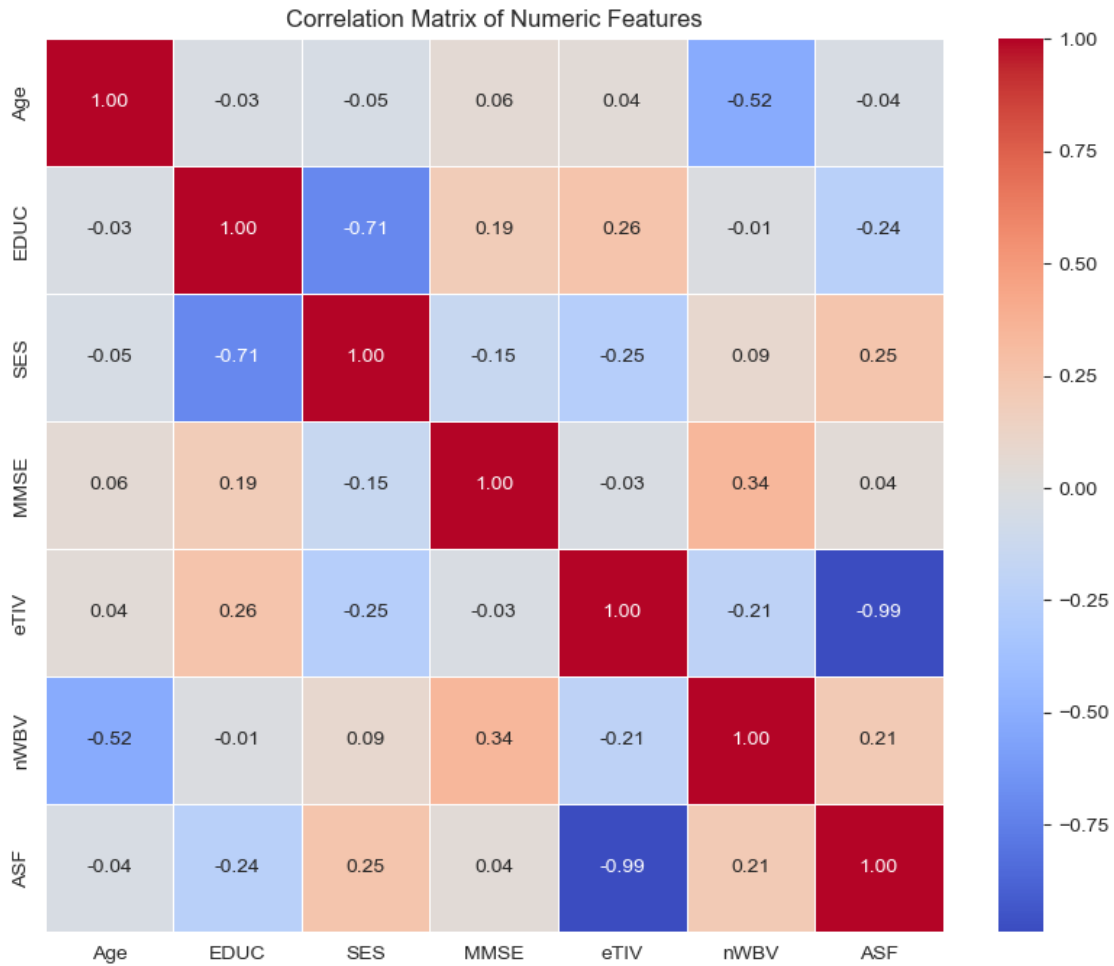 Correlation Matrix of Numeric Features
Age 1.00 -0.03 -0.05 0.06 0.04 -0.52 -0.04
EDUC -0.03 1.00 -0.71 0.19 0.26 -0.01 -0.24
SES -0.05 -0.71 1.00 -0.15 -0.25 0.09 0.25
MMSE 0.06 0.19 -0.15 1.00 -0.03 0.34 0.04
eTIV 0.04 0.26 -0.25 -0.03 1.00 -0.21 -0.99
nWBV -0.52 -0.01 0.09 0.34 -0.21 1.00 0.21
ASF -0.04 -0.24 0.25 0.04 -0.99 0.21 1.00
Age EDUC SES MMSE eTIV nWBV ASF
1.00
0.75
0.50
0.25
0.00
−0.25
−0.50
−0.75